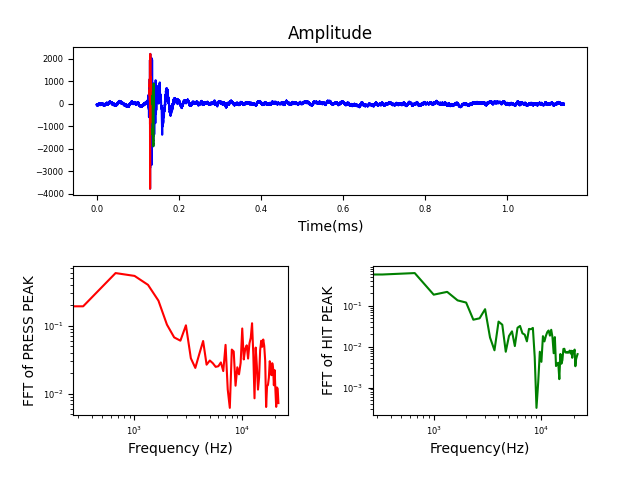 Amplitude
2000
1000
0
−1000
−2000
−3000
−4000
0.0 0.2 0.4 0.6 0.8 1.0
Time(ms)
FFT of PRESS PEAK
10⁻¹
10⁻²
10³ 10⁴
Frequency (Hz)
FFT of HIT PEAK
10⁻¹
10⁻²
10⁻³
10³ 10⁴
Frequency(Hz)